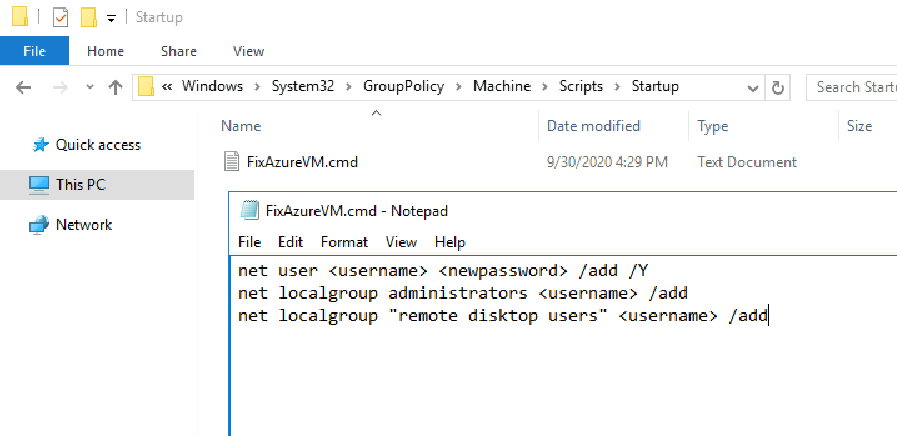 Startup
File Home Share View
« Windows › System32 › GroupPolicy › Machine › Scripts › Startup
Search Start
Name Date modified Type Size
Quick access
FixAzureVM.cmd 9/30/2020 4:29 PM Text Document
This PC
Network
FixAzureVM.cmd - Notepad
File Edit Format View Help
net user <username> <newpassword> /add /Y
net localgroup administrators <username> /add
net localgroup "remote disktop users" <username> /add